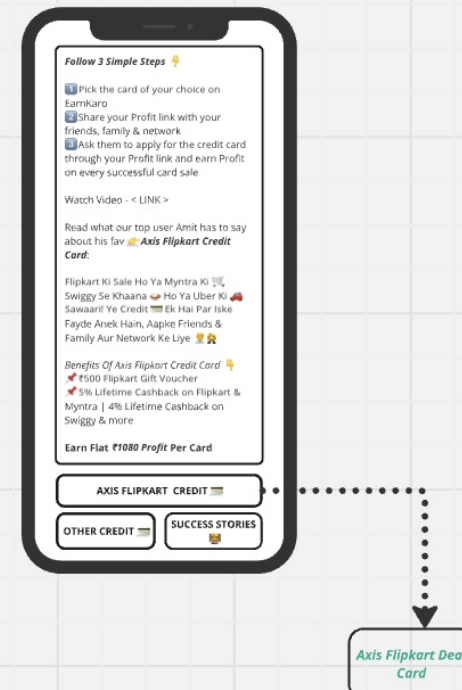 Follow 3 Simple Steps 👇
1️⃣Pick the card of your choice on
EarnKaro
2️⃣Share your Profit link with your
friends, family & network
3️⃣Ask them to apply for the credit card
through your Profit link and earn Profit
on every successful card sale
Watch Video - < LINK >
Read what our top user Amit has to say
about his fav 👉Axis Flipkart Credit
Card:
Flipkart Ki Sale Ho Ya Myntra Ki 🛒,
Swiggy Se Khaana 🍛 Ho Ya Uber Ki 🚗
Sawaari! Ye Credit 💳 Ek Hai Par Iske
Fayde Anek Hain, Aapke Friends &
Family Aur Network Ke Liye
Benefits Of Axis Flipkart Credit Card 👇
📌₹500 Flipkart Gift Voucher
📌5% Lifetime Cashback on Flipkart &
Myntra | 4% Lifetime Cashback on
Swiggy & more
Earn Flat ₹1080 Profit Per Card
AXIS FLIPKART CREDIT 💳
OTHER CREDIT 💳
SUCCESS STORIES
Axis Flipkart Dea
Card